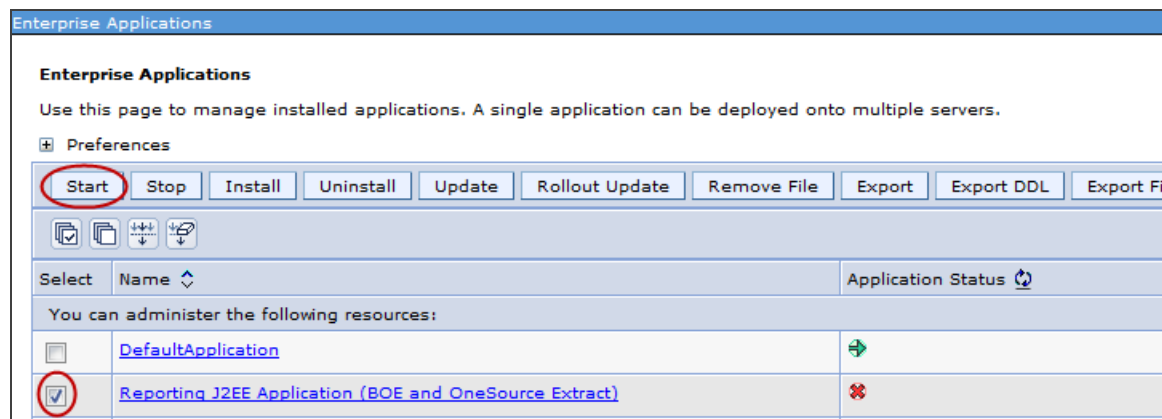 Enterprise Applications
Enterprise Applications
Use this page to manage installed applications. A single application can be deployed onto multiple servers.
Preferences
Start Stop Install Uninstall Update Rollout Update Remove File Export Export DDL Export Fi
Select Name Application Status
You can administer the following resources:
DefaultApplication
Reporting J2EE Application (BOE and OneSource Extract)